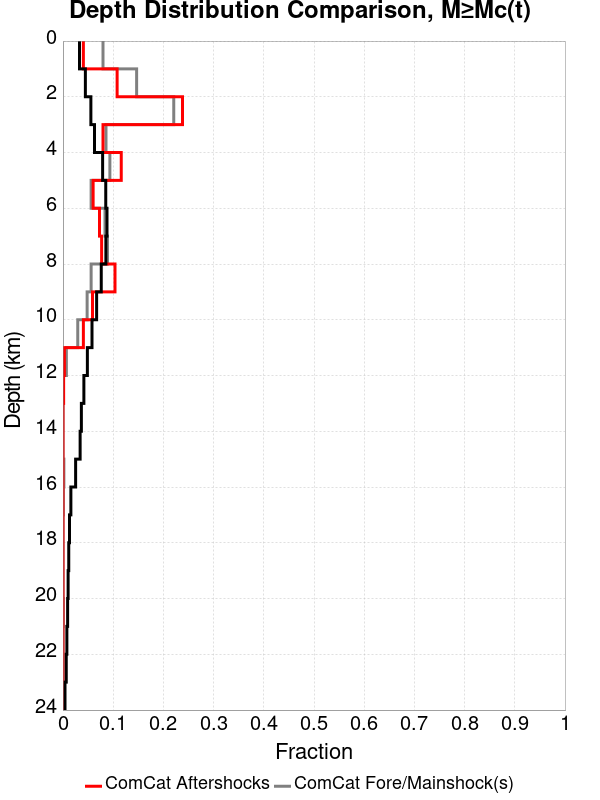 Depth Distribution Comparison, M≥Mc(t)
0
2
4
6
8
10
12
14
16
18
20
22
24
Depth (km)
0 0.1 0.2 0.3 0.4 0.5 0.6 0.7 0.8 0.9 1
Fraction
ComCat Aftershocks ComCat Fore/Mainshock(s)